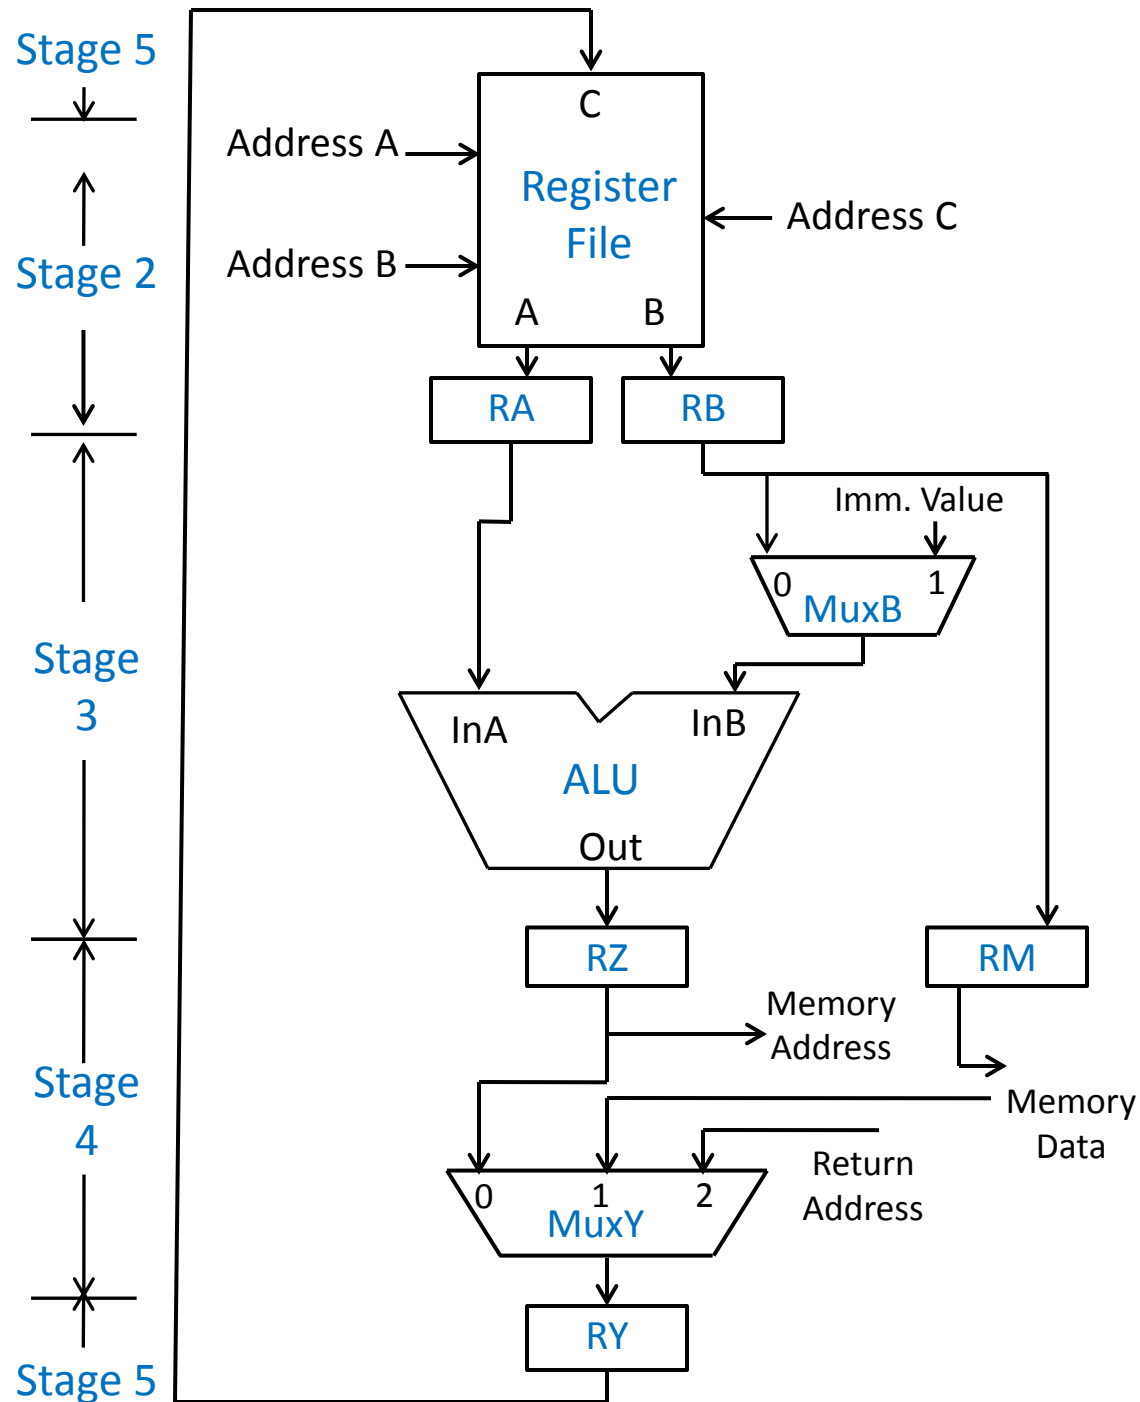 Stage 5
C
Address A
Register
File
Address C
Address B
Stage 2
A
B
RA
RB
Imm. Value
0
1
MuxB
Stage
3
InA
InB
ALU
Out
RZ
RM
Memory
Address
Stage
4
Memory
Data
Return
Address
0
1
2
MuxY
RY
Stage 5